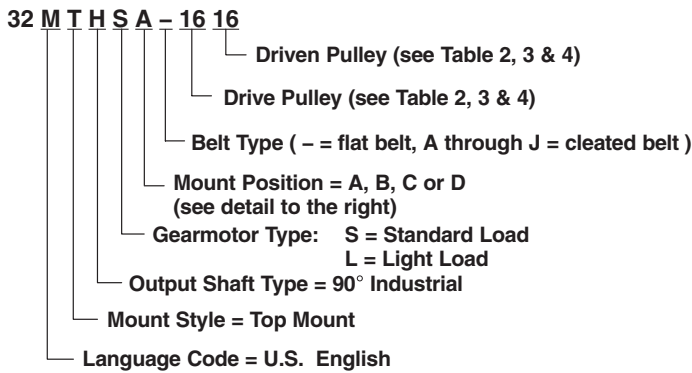 32 M T H S A – 16 16
Driven Pulley (see Table 2, 3 & 4)
Drive Pulley (see Table 2, 3 & 4)
Belt Type ( – = flat belt, A through J = cleated belt )
Mount Position = A, B, C or D
(see detail to the right)
Gearmotor Type: S = Standard Load
L = Light Load
Output Shaft Type = 90° Industrial
Mount Style = Top Mount
Language Code = U.S. English